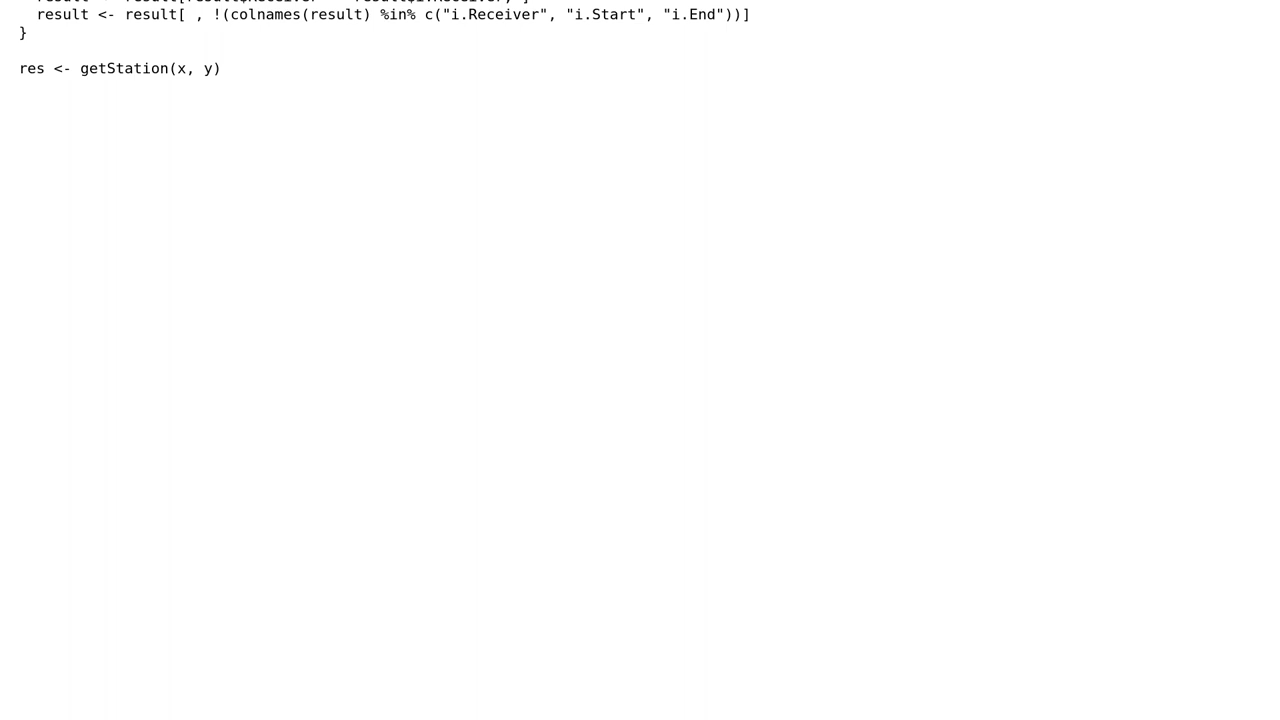 result <- result[ , !(colnames(result) %in% c("i.Receiver", "i.Start", "i.End"))]
}
res <- getStation(x, y)